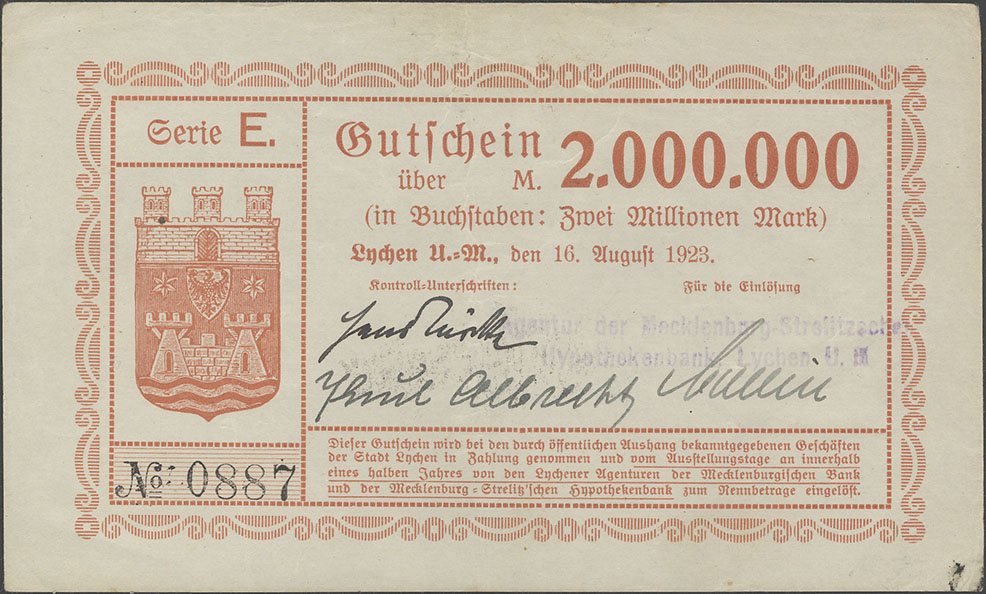 Serie E.
Gutschein
über M. 2.000.000
(in Buchstaben: Zwei Millionen Mark)
Lychen U.=M., den 16. August 1923.
Kontroll=Unterschriften: Für die Einlösung
Agentur der Mecklenburg-Strelitzsche
Hypothekenbank, Lychen U. M
Albrecht
Dieser Gutschein wird bei den durch öffentlichen Aushang bekanntgegebenen Geschäften
der Stadt Lychen in Zahlung genommen und vom Ausstellungstage an innerhalb
eines halben Jahres von den Lychener Agenturen der Mecklenburgischen Bank
und der Mecklenburg=Strelitz'schen Hypothekenbank zum Nennbetrage eingelöst.
No: 0887